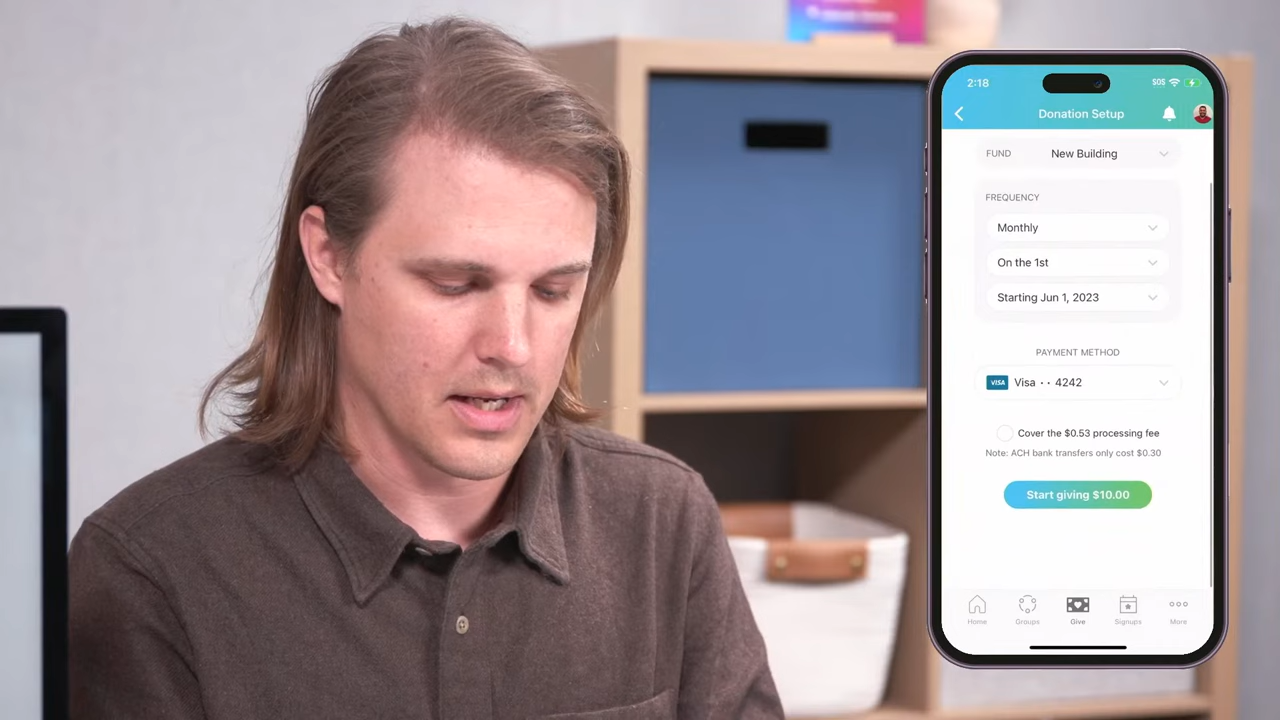 2:18
SOS
Donation Setup
FUND
New Building
FREQUENCY
Monthly
On the 1st
Starting Jun 1, 2023
PAYMENT METHOD
VISA Visa •• 4242
Cover the $0.53 processing fee
Note: ACH bank transfers only cost $0.30
Start giving $10.00
Home
Groups
Give
Signups
More